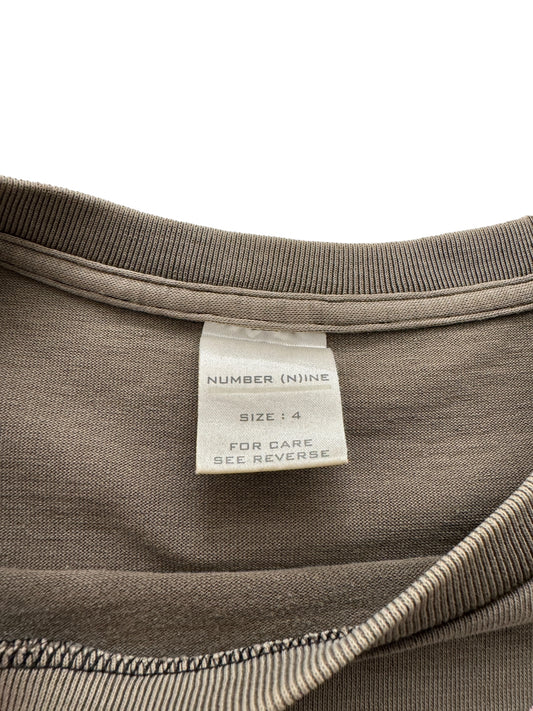 NUMBER (N)INE
SIZE : 4
FOR CARE
SEE REVERSE